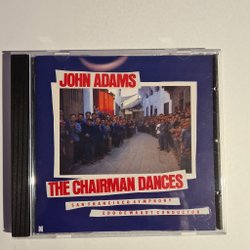 JOHN ADAMS
THE CHAIRMAN DANCES
SAN FRANCISCO SYMPHONY
EDO DE WAART CONDUCTOR
N